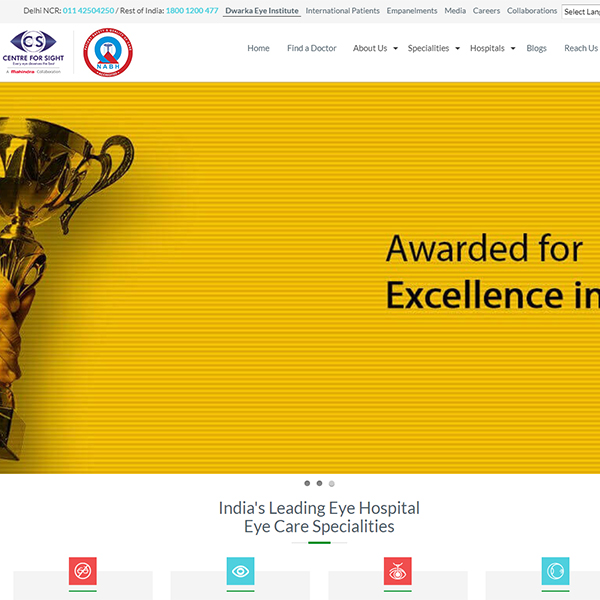 Delhi NCR: 011 42504250 / Rest of India: 1800 1200 477 Dwarka Eye Institute International Patients Empanelments Media Careers Collaborations Select Lang
CS
CENTRE FOR SIGHT
Every eye deserves the best
A Mahindra Collaboration
NABH
Home Find a Doctor About Us Specialities Hospitals Blogs Reach Us
Awarded for
Excellence in
India's Leading Eye Hospital
Eye Care Specialities